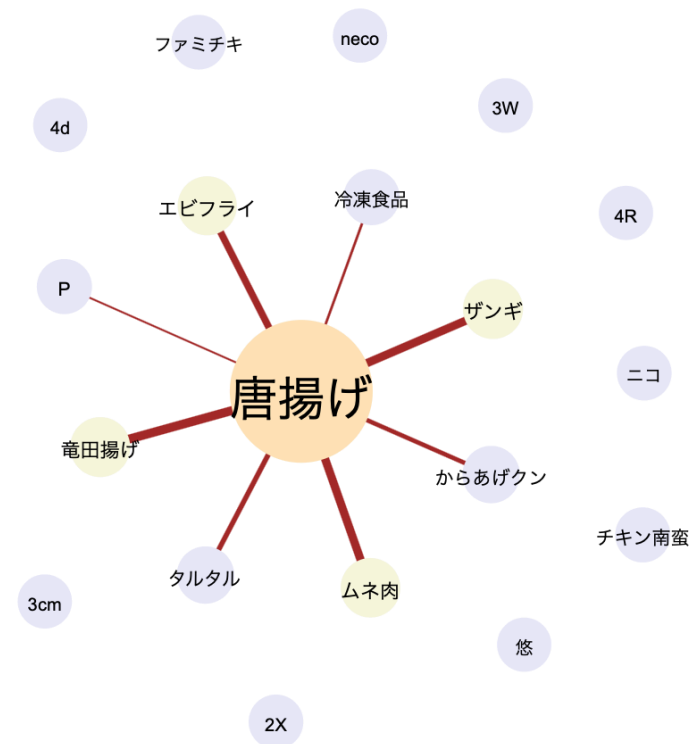 ファミチキ
neco
3W
4d
エビフライ
冷凍食品
4R
P
ザンギ
唐揚げ
ニコ
竜田揚げ
からあげクン
チキン南蛮
タルタル
ムネ肉
3cm
悠
2X